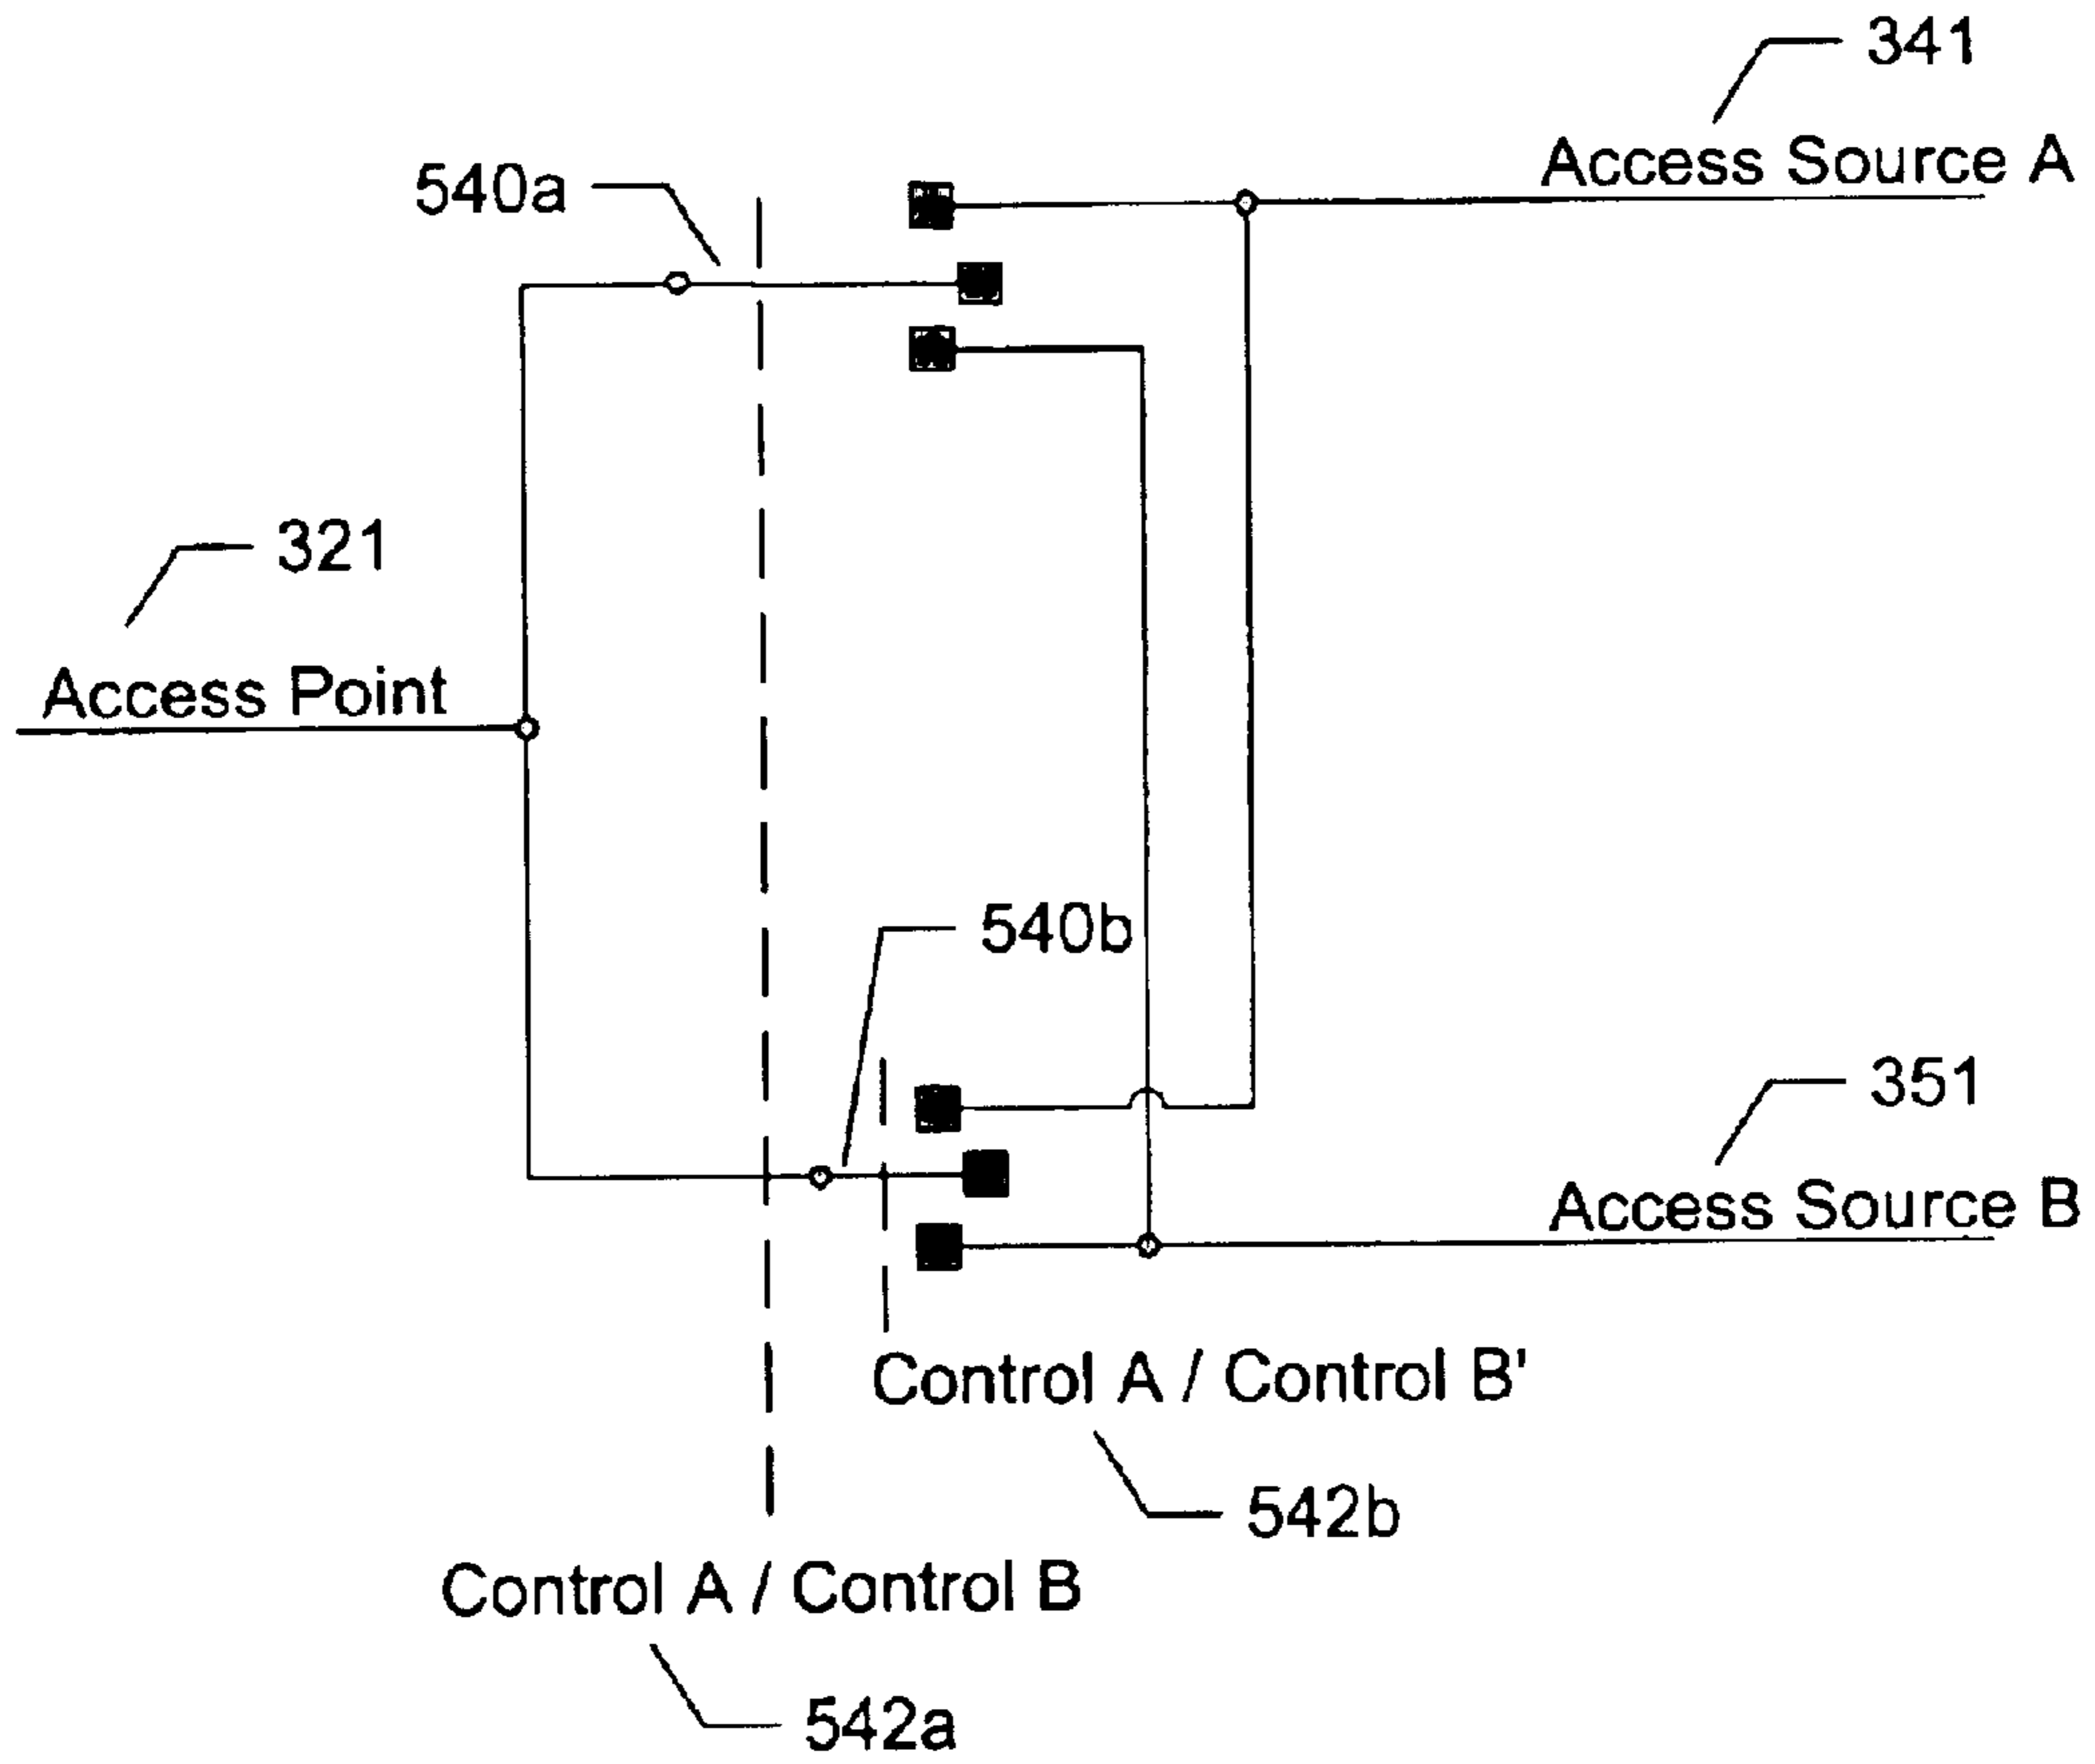 341
Access Source A
540a
321
Access Point
540b
351
Access Source B
Control A / Control B'
542b
Control A / Control B
542a